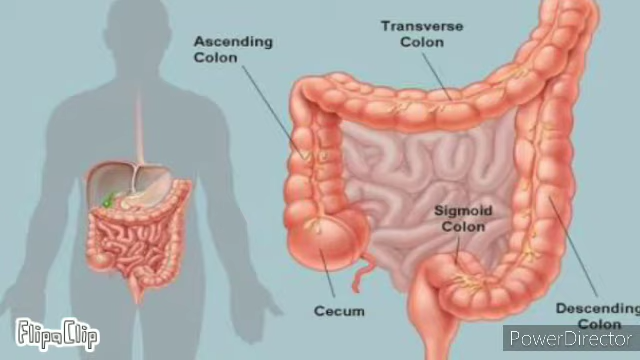 Transverse
Colon
Ascending
Colon
Sigmoid
Colon
Cecum
Descending
Colon
FlipaClip
PowerDirector